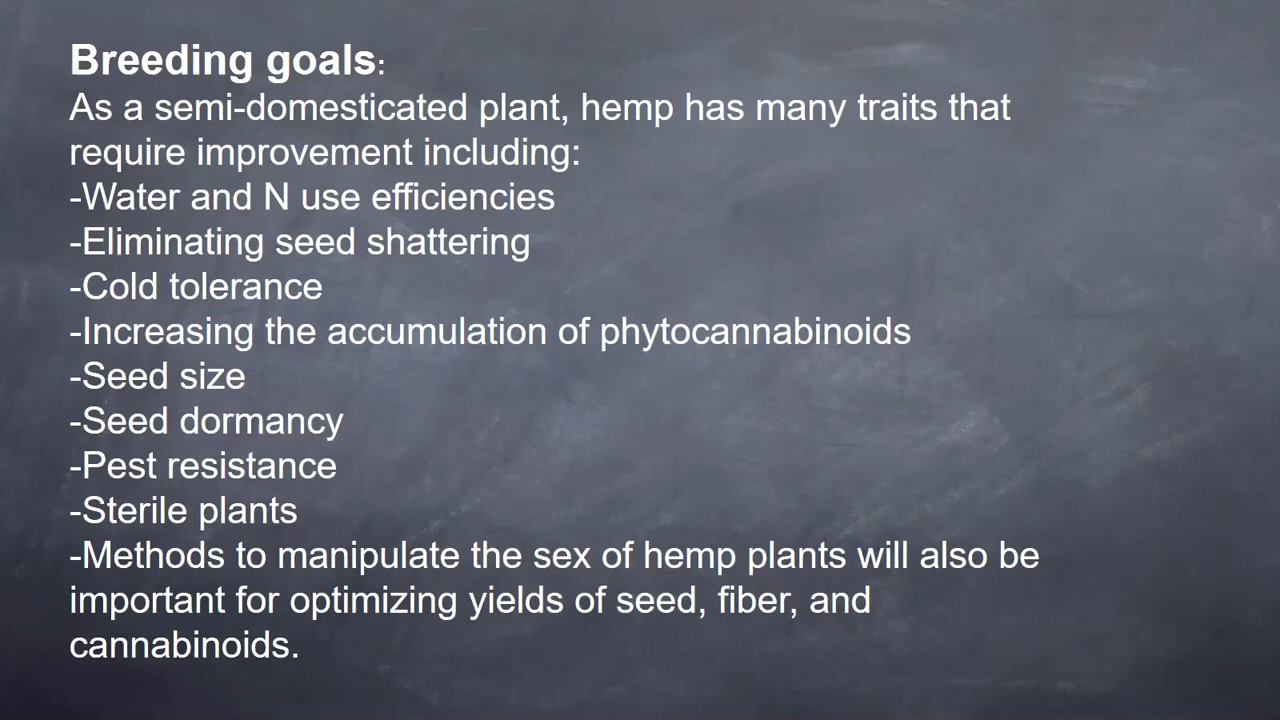 Breeding goals:
As a semi-domesticated plant, hemp has many traits that
require improvement including:
-Water and N use efficiencies
-Eliminating seed shattering
-Cold tolerance
-Increasing the accumulation of phytocannabinoids
-Seed size
-Seed dormancy
-Pest resistance
-Sterile plants
-Methods to manipulate the sex of hemp plants will also be
important for optimizing yields of seed, fiber, and
cannabinoids.